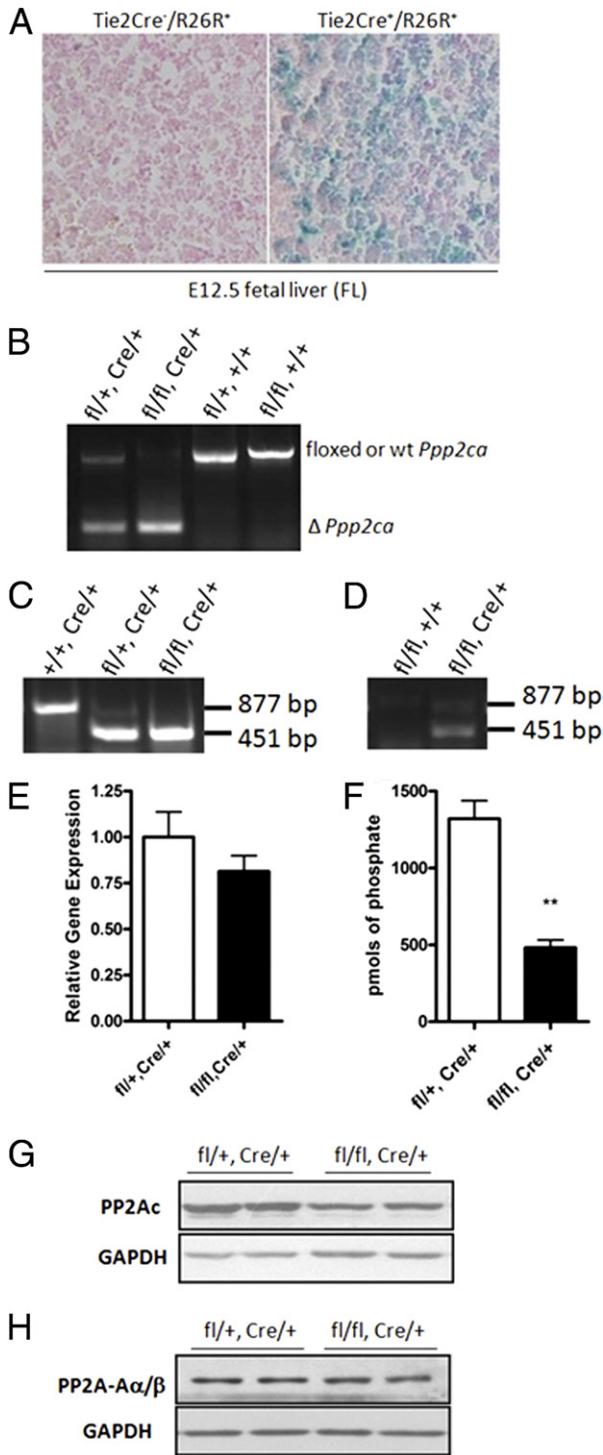 A
Tie2Cre⁻/R26R⁺
Tie2Cre⁺/R26R⁺
E12.5 fetal liver (FL)
B
fl/+, Cre/+
fl/fl, Cre/+
fl/+, +/+
fl/fl, +/+
floxed or wt Ppp2ca
Δ Ppp2ca
C
+/+, Cre/+
fl/+, Cre/+
fl/fl, Cre/+
877 bp
451 bp
D
fl/fl, +/+
fl/fl, Cre/+
877 bp
451 bp
E
Relative Gene Expression
1.25
1.00
0.75
0.50
0.25
0.00
fl/+,Cre/+
fl/fl,Cre/+
F
pmols of phosphate
1500
1000
500
0
**
fl/+, Cre/+
fl/fl, Cre/+
G
fl/+, Cre/+
fl/fl, Cre/+
PP2Ac
GAPDH
H
fl/+, Cre/+
fl/fl, Cre/+
PP2A-Aα/β
GAPDH